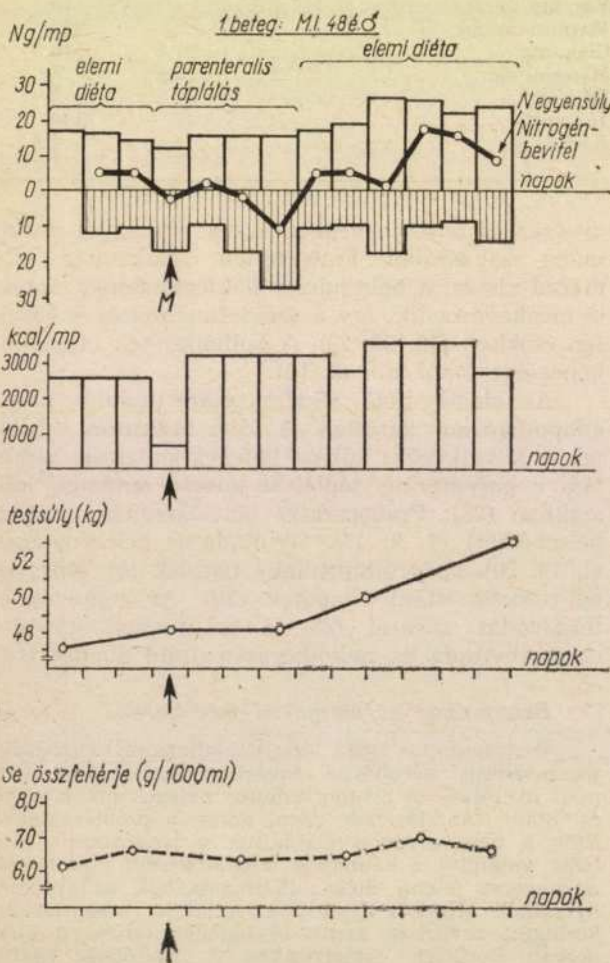 1. beteg: M.I. 48é.♂
Ng/mp
elemi diéta
parenteralis táplálás
elemi diéta
30
20
10
0
10
20
30
N egyensúly
Nitrogén-
bevitel
napok
M
kcal/mp
3000
2000
1000
napok
testsúly (kg)
52
50
48
napok
Se összfehérje (g/1000 ml)
8,0
7,0
6,0
napok